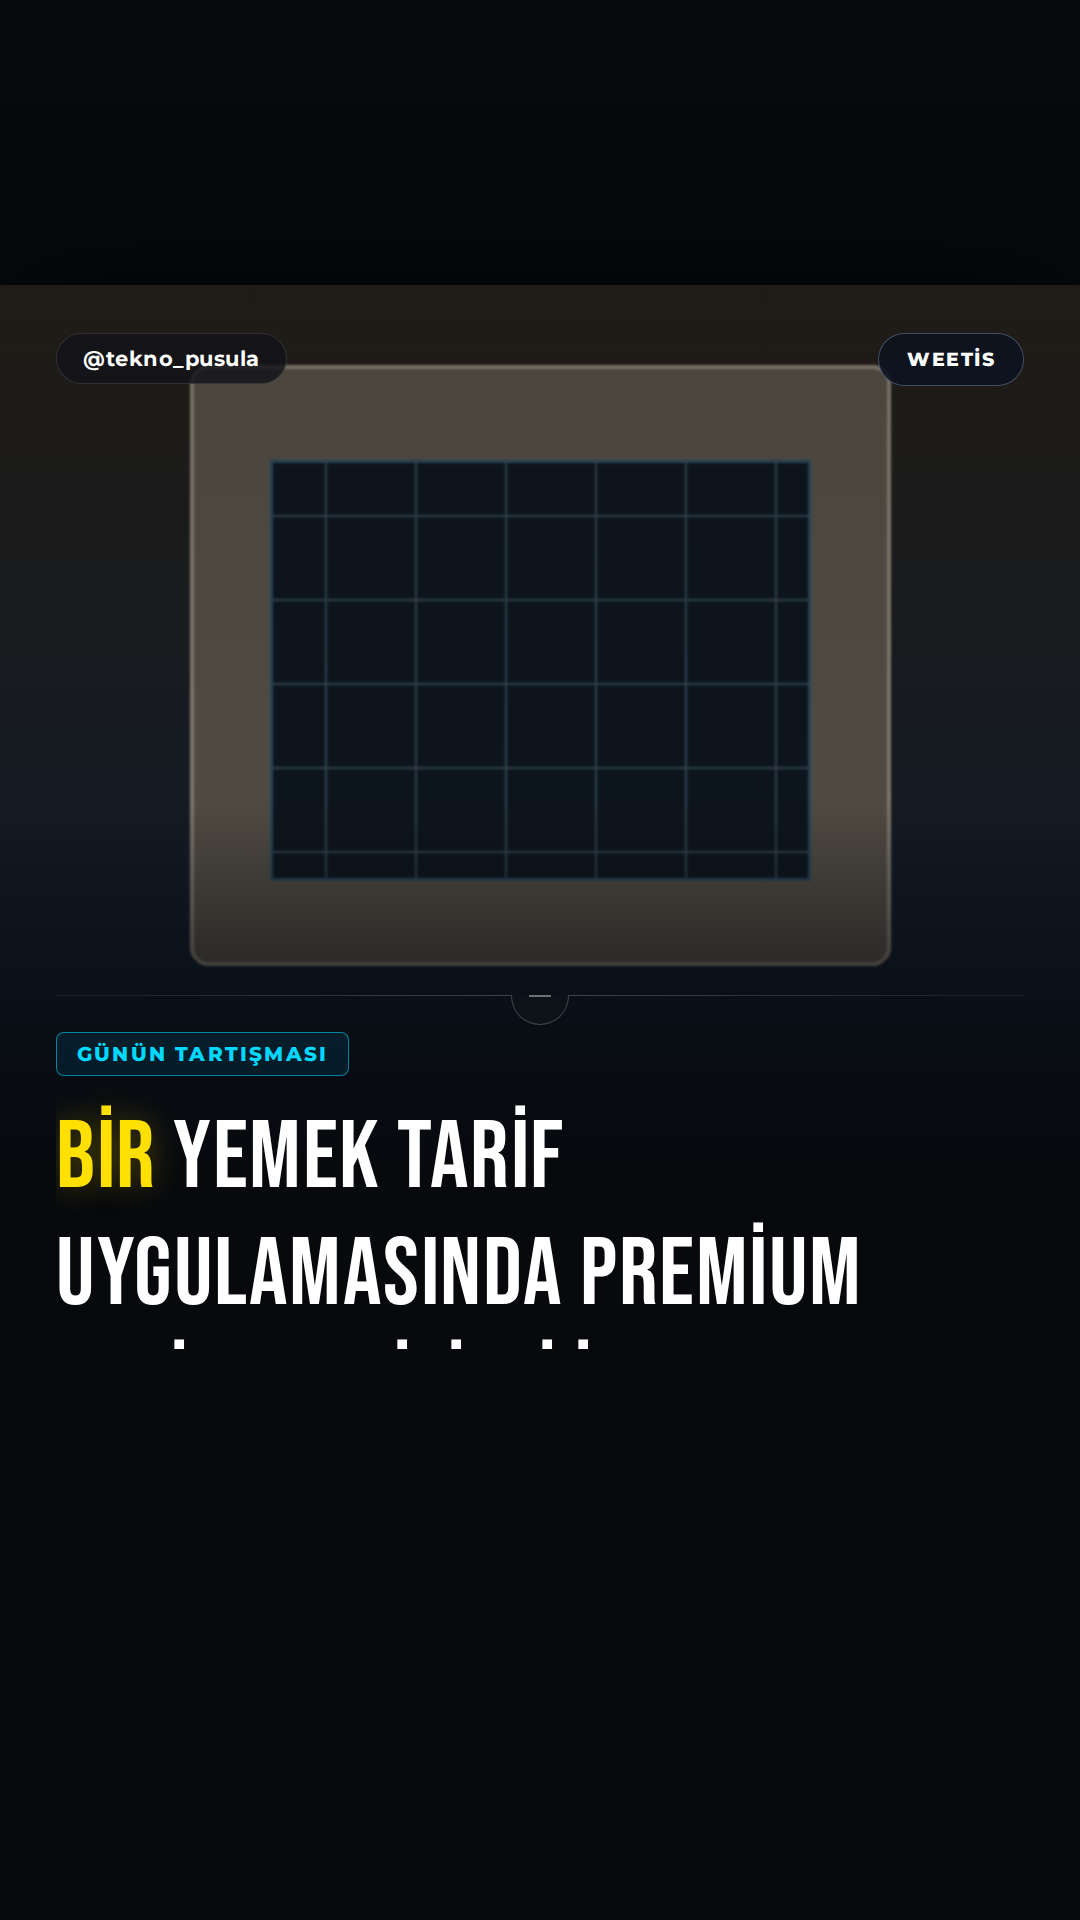 @tekno_pusula
WEETİS
GÜNÜN TARTIŞMASI
BİR YEMEK TARİF
UYGULAMASINDA PREMİUM